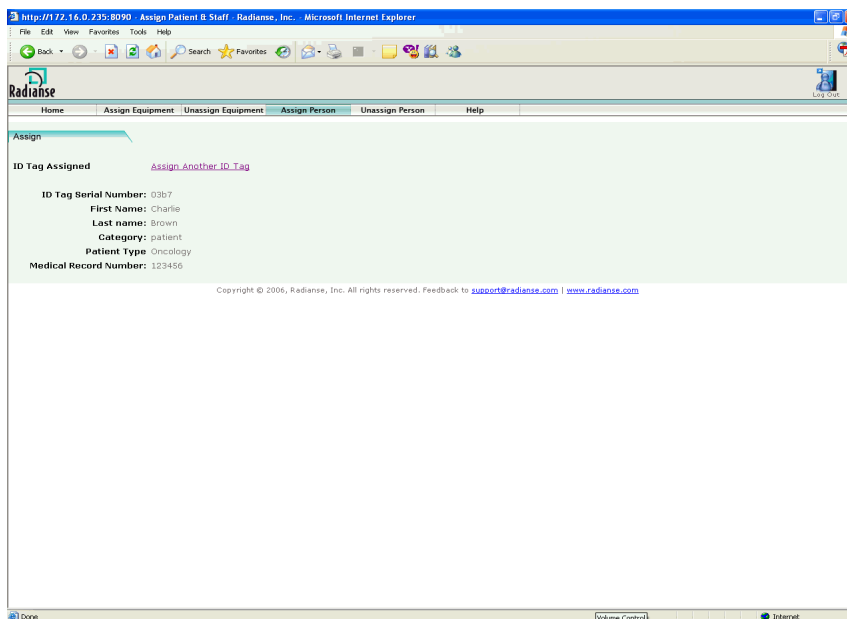 http://172.16.0.235:8090 - Assign Patient & Staff - Radianse, Inc. - Microsoft Internet Explorer
File Edit View Favorites Tools Help
Back Search Favorites
Radianse
Log Out
Home Assign Equipment Unassign Equipment Assign Person Unassign Person Help
Assign
ID Tag Assigned Assign Another ID Tag
ID Tag Serial Number: 03b7
First Name: Charlie
Last name: Brown
Category: patient
Patient Type Oncology
Medical Record Number: 123456
Copyright © 2006, Radianse, Inc. All rights reserved. Feedback to support@radianse.com | www.radianse.com
Done Volume Control Internet